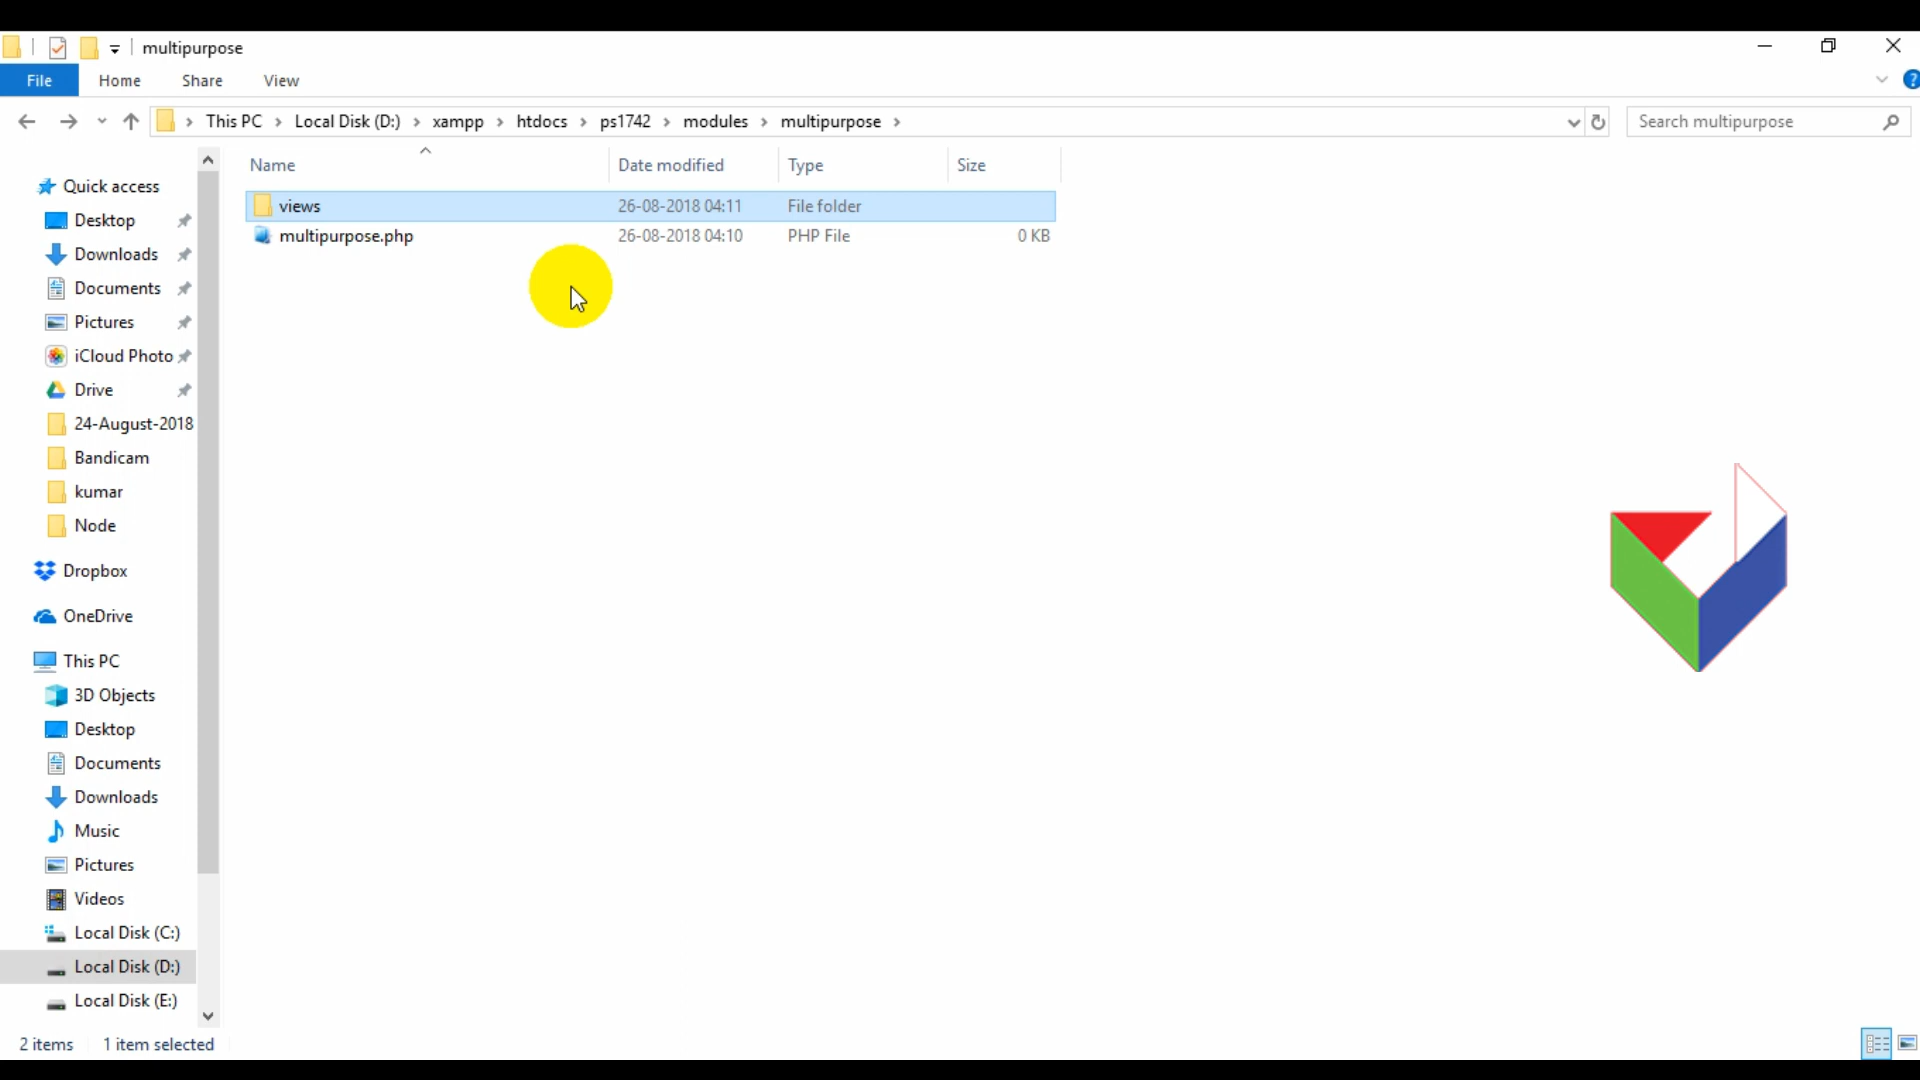 multipurpose
File Home Share View
This PC Local Disk (D:) xampp htdocs ps1742 modules multipurpose
Search multipurpose
Name Date modified Type Size
views 26-08-2018 04:11 File folder
multipurpose.php 26-08-2018 04:10 PHP File 0 KB
Quick access
Desktop
Downloads
Documents
Pictures
iCloud Photo
Drive
24-August-2018
Bandicam
kumar
Node
Dropbox
OneDrive
This PC
3D Objects
Desktop
Documents
Downloads
Music
Pictures
Videos
Local Disk (C:)
Local Disk (D:)
Local Disk (E:)
2 items 1 item selected